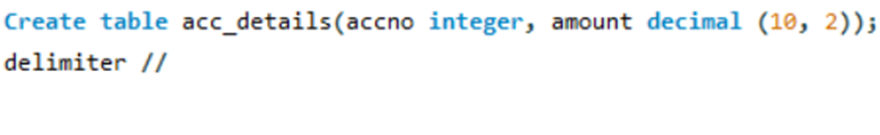 Create table acc_details(accno integer, amount decimal (10, 2));
delimiter //